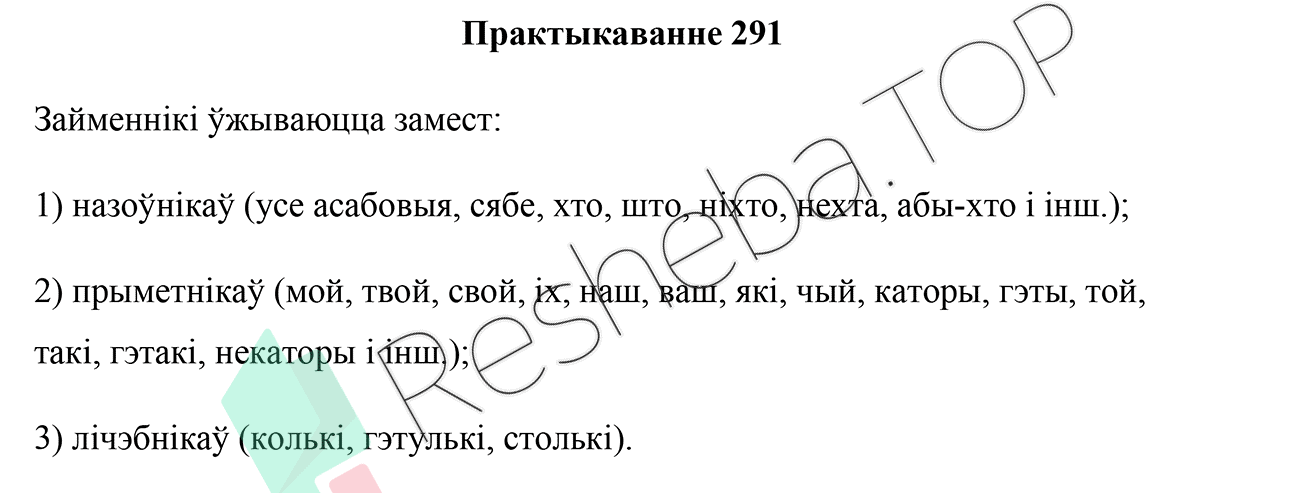 Практыкаванне 291
Займеннікі ўжываюцца замест:
1) назоўнікаў (усе асабовыя, сябе, хто, што, ніхто, нехта, абы-хто і інш.);
2) прыметнікаў (мой, твой, свой, іх, наш, ваш, які, чый, каторы, гэты, той,
такі, гэтакі, некаторы і інш.);
3) лічэбнікаў (колькі, гэтулькі, столькі).
Resheba.TOP